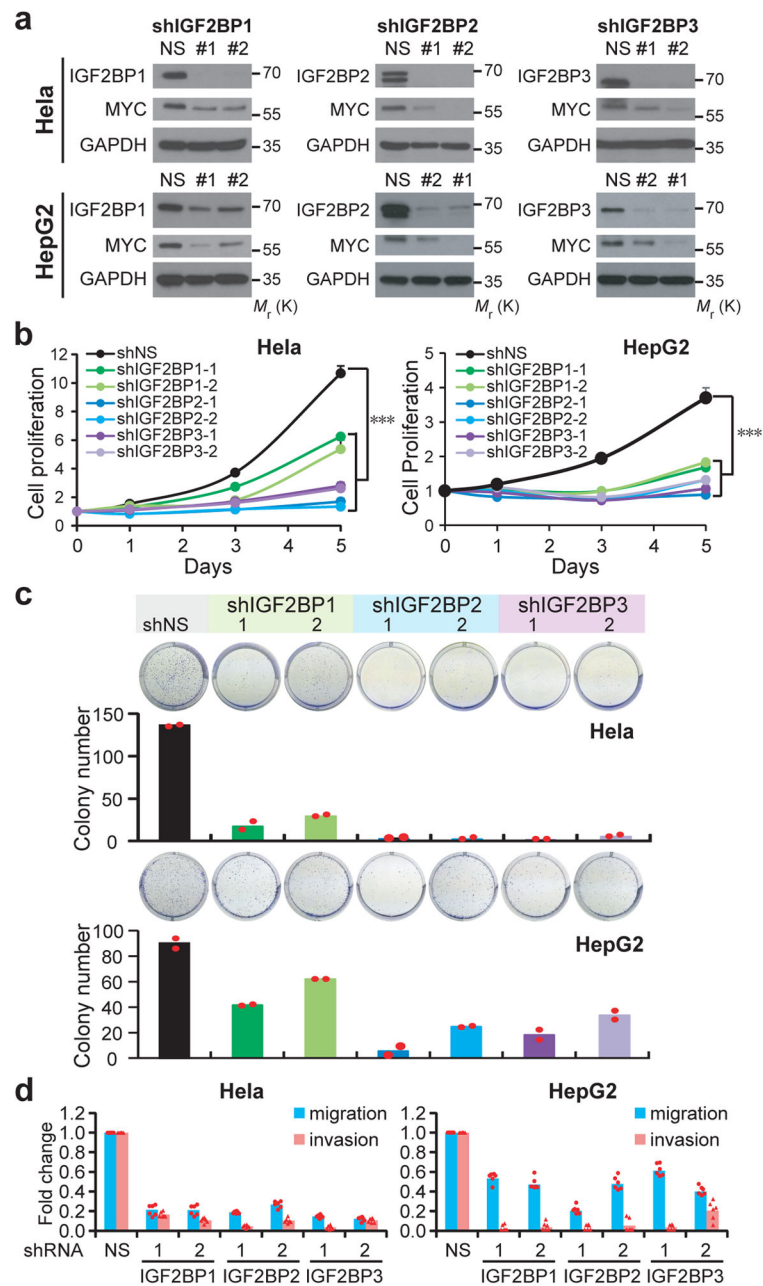 a
shIGF2BP1 shIGF2BP2 shIGF2BP3
NS #1 #2 NS #1 #2 NS #1 #2
Hela
IGF2BP1 70 IGF2BP2 70 IGF2BP3 70
MYC 55 MYC 55 MYC 55
GAPDH 35 GAPDH 35 GAPDH 35
HepG2
NS #1 #2 NS #2 #1 NS #2 #1
IGF2BP1 70 IGF2BP2 70 IGF2BP3 70
MYC 55 MYC 55 MYC 55
GAPDH 35 GAPDH 35 GAPDH 35
Mr (K) Mr (K) Mr (K)
b
Hela
Cell proliferation
12
10
8
6
4
2
0
shNS
shIGF2BP1-1
shIGF2BP1-2
shIGF2BP2-1
shIGF2BP2-2
shIGF2BP3-1
shIGF2BP3-2
***
0 1 2 3 4 5
Days
HepG2
Cell Proliferation
5
4
3
2
1
0
shNS
shIGF2BP1-1
shIGF2BP1-2
shIGF2BP2-1
shIGF2BP2-2
shIGF2BP3-1
shIGF2BP3-2
***
0 1 2 3 4 5
Days
c
shNS shIGF2BP1 shIGF2BP2 shIGF2BP3
1 2 1 2 1 2
Hela
Colony number
150
100
50
0
HepG2
Colony number
100
80
60
40
20
0
d
Hela
Fold change
1.2
1.0
0.8
0.6
0.4
0.2
0
migration
invasion
shRNA NS 1 2 1 2 1 2
IGF2BP1 IGF2BP2 IGF2BP3
HepG2
1.2
1.0
0.8
0.6
0.4
0.2
0
migration
invasion
NS 1 2 1 2 1 2
IGF2BP1 IGF2BP2 IGF2BP3